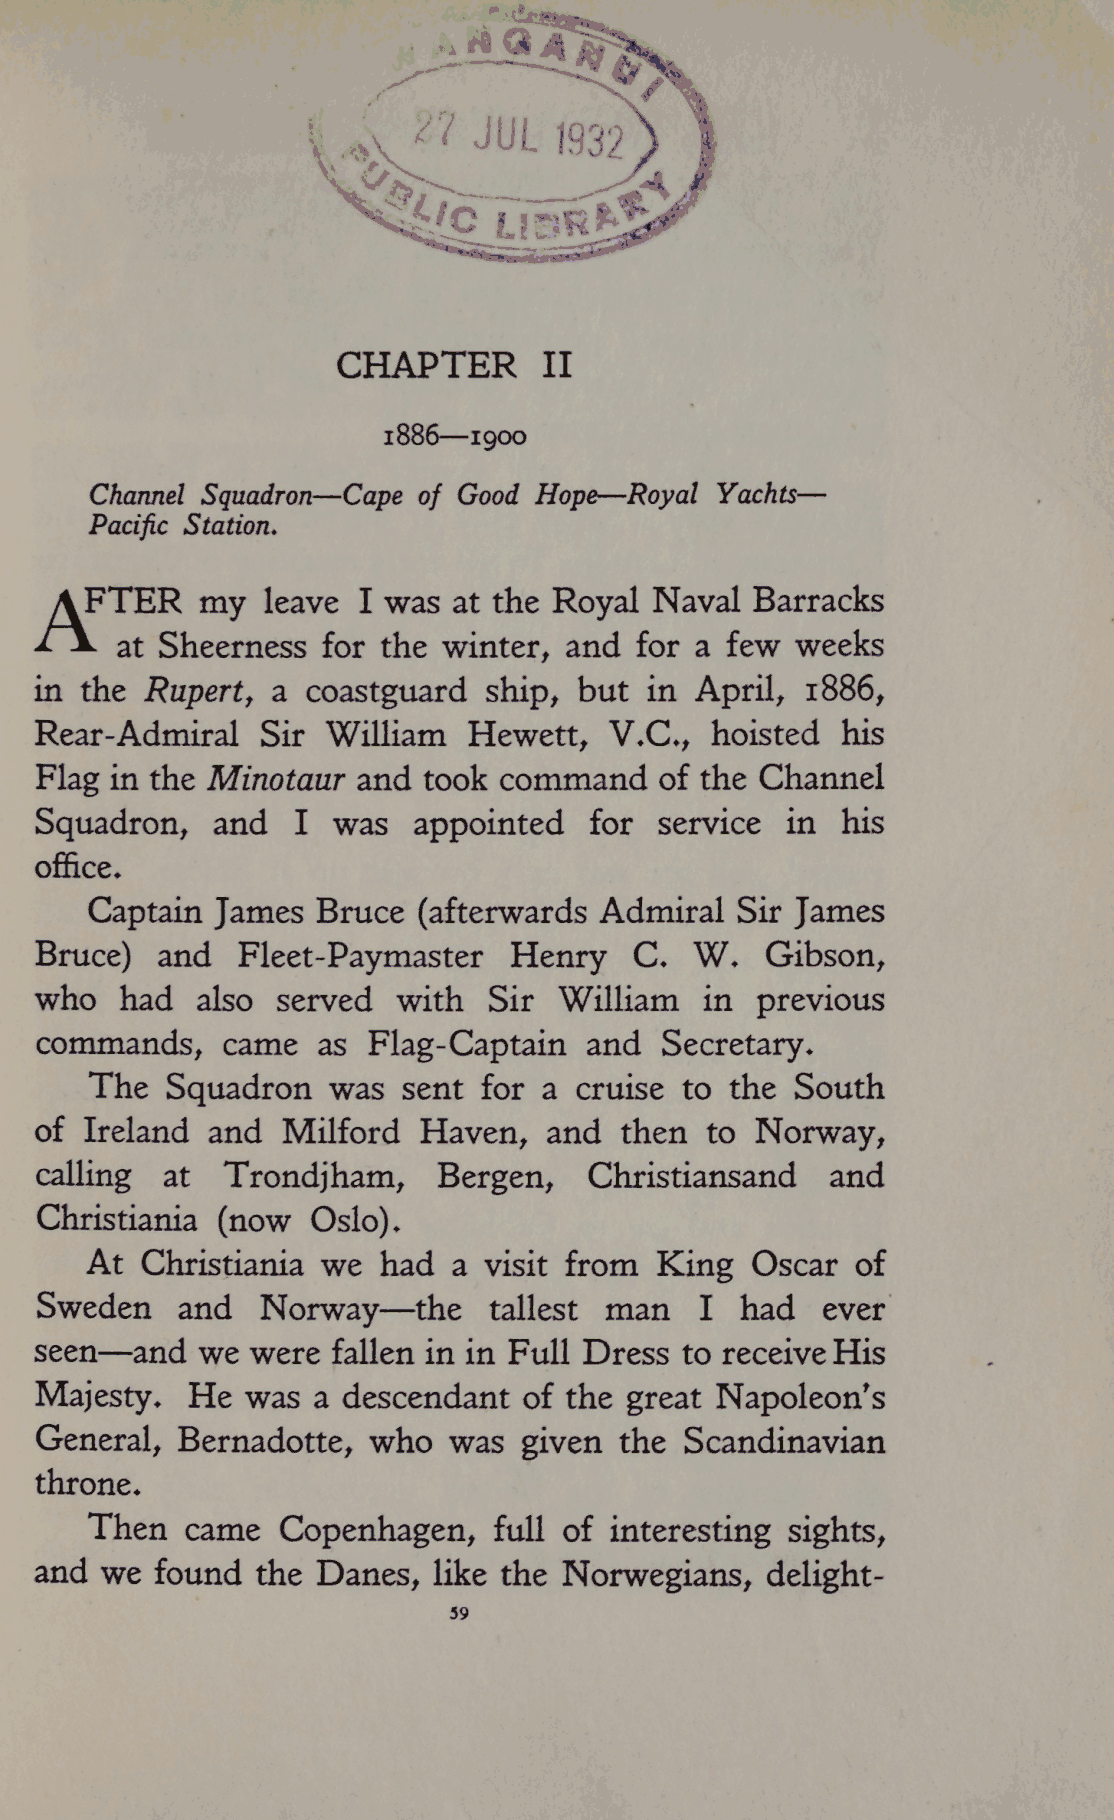 WANGANUI
27 JUL 1932
PUBLIC LIBRARY
CHAPTER II
1886—1900
Channel Squadron—Cape of Good Hope—Royal Yachts—
Pacific Station.
AFTER my leave I was at the Royal Naval Barracks
at Sheerness for the winter, and for a few weeks
in the Rupert, a coastguard ship, but in April, 1886,
Rear-Admiral Sir William Hewett, V.C., hoisted his
Flag in the Minotaur and took command of the Channel
Squadron, and I was appointed for service in his
office.
Captain James Bruce (afterwards Admiral Sir James
Bruce) and Fleet-Paymaster Henry C. W. Gibson,
who had also served with Sir William in previous
commands, came as Flag-Captain and Secretary.
The Squadron was sent for a cruise to the South
of Ireland and Milford Haven, and then to Norway,
calling at Trondjham, Bergen, Christiansand and
Christiania (now Oslo).
At Christiania we had a visit from King Oscar of
Sweden and Norway—the tallest man I had ever
seen—and we were fallen in in Full Dress to receive His
Majesty. He was a descendant of the great Napoleon's
General, Bernadotte, who was given the Scandinavian
throne.
Then came Copenhagen, full of interesting sights,
and we found the Danes, like the Norwegians, delight-
59